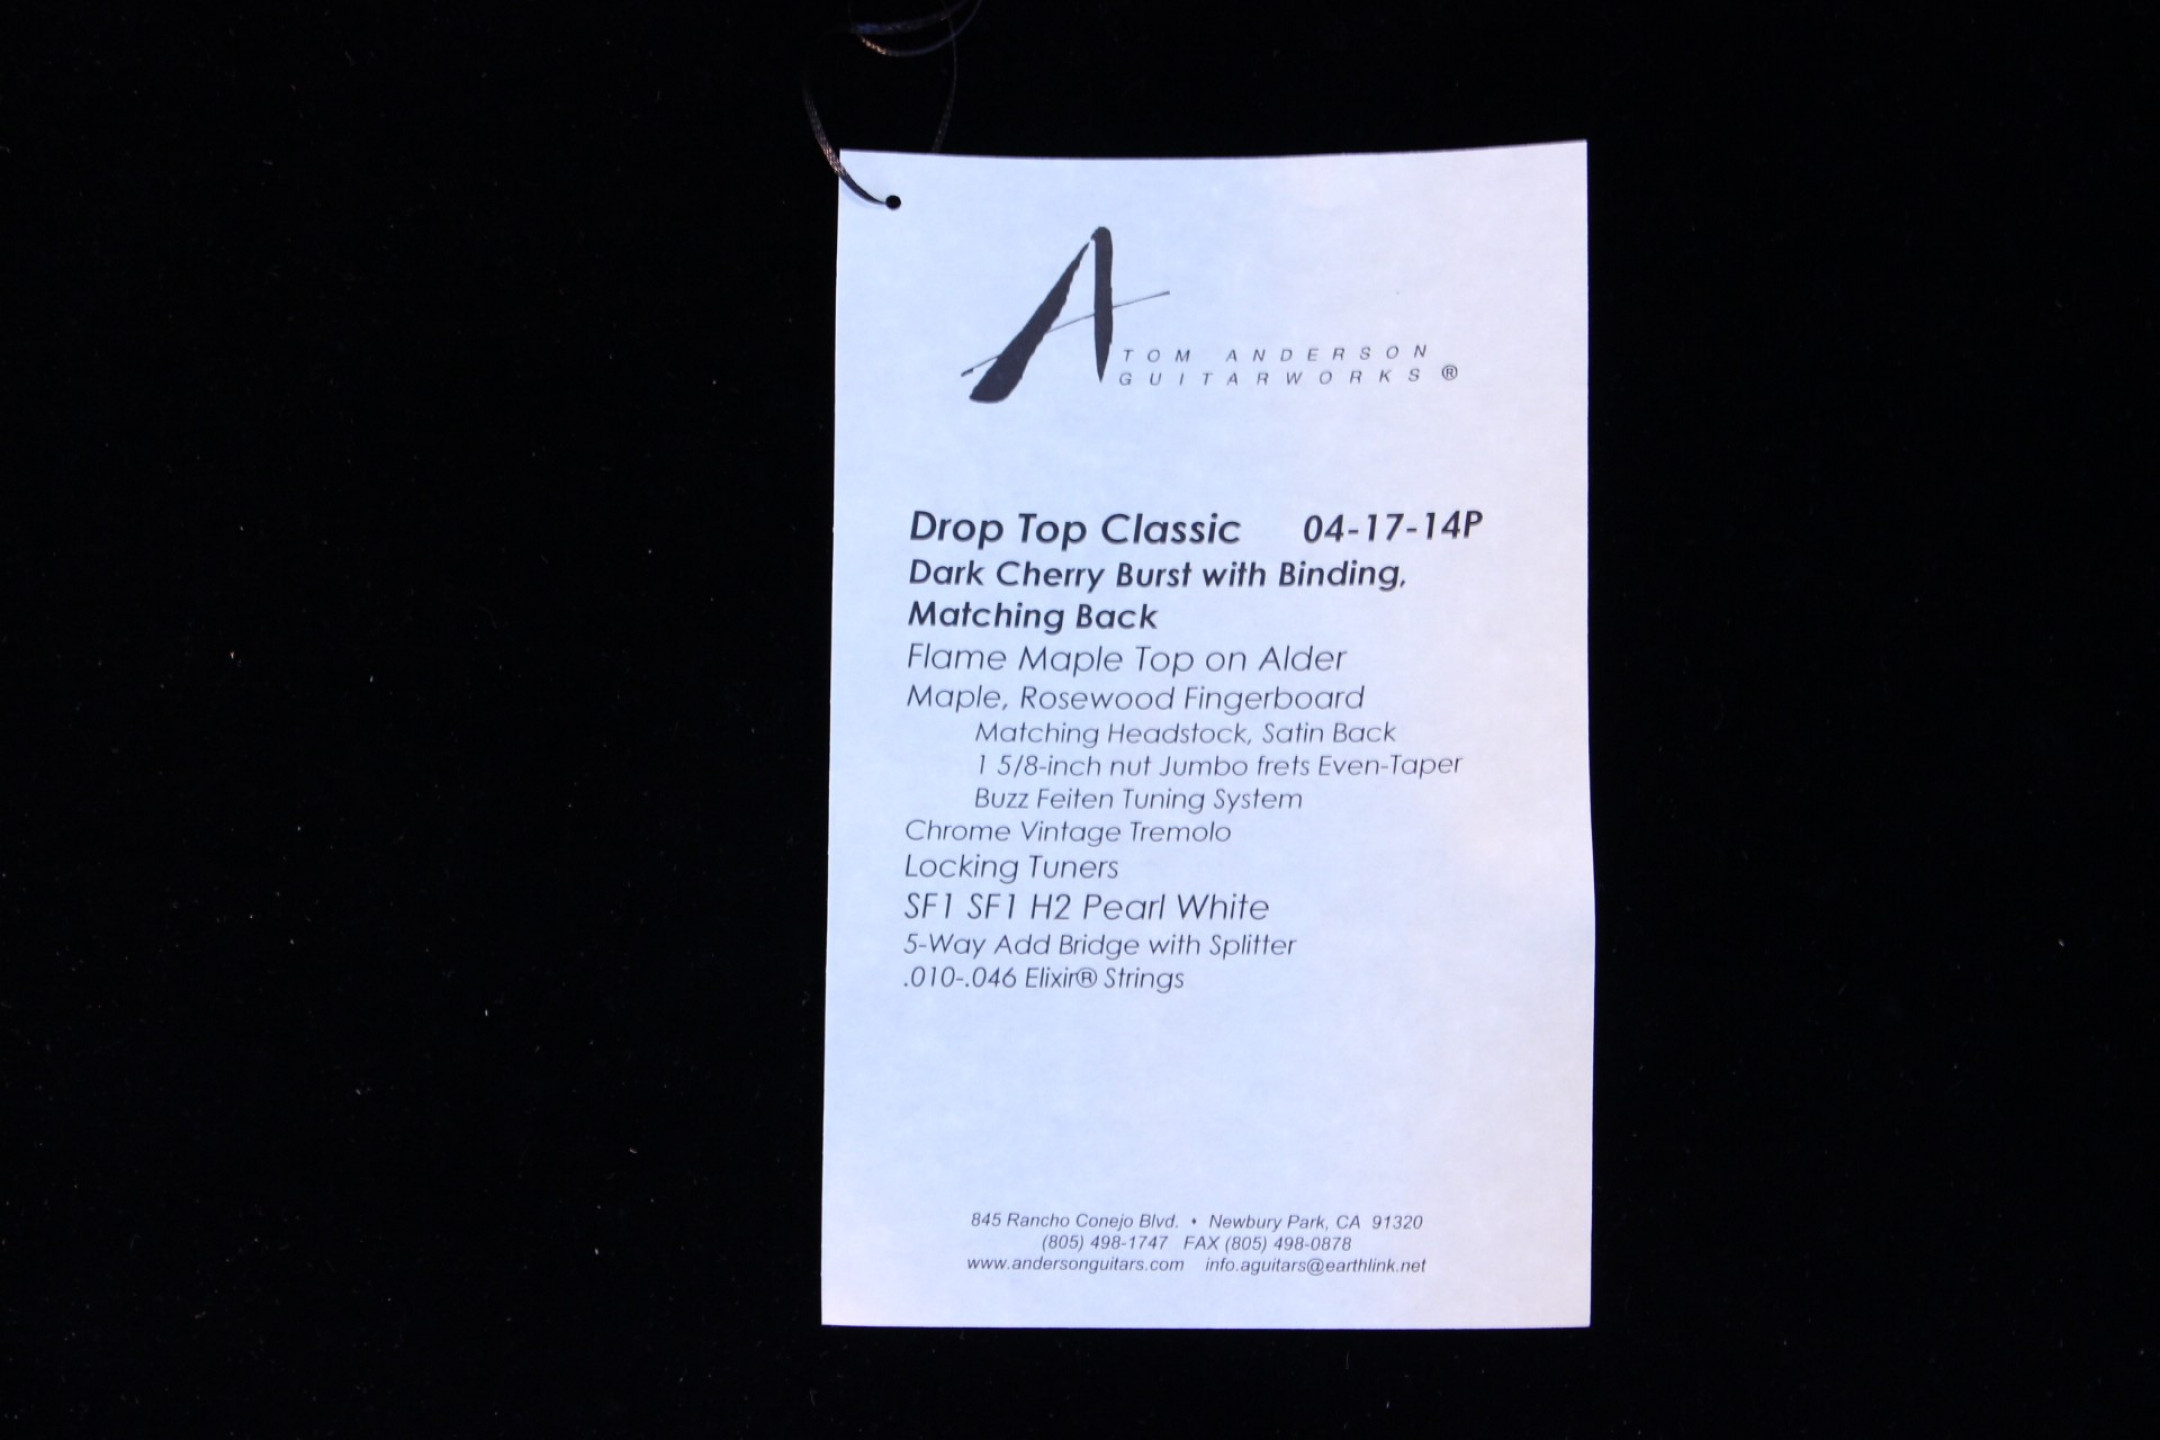 A
TOM ANDERSON
GUITARWORKS ®
Drop Top Classic 04-17-14P
Dark Cherry Burst with Binding,
Matching Back
Flame Maple Top on Alder
Maple, Rosewood Fingerboard
Matching Headstock, Satin Back
1 5/8-inch nut Jumbo frets Even-Taper
Buzz Feiten Tuning System
Chrome Vintage Tremolo
Locking Tuners
SF1 SF1 H2 Pearl White
5-Way Add Bridge with Splitter
.010-.046 Elixir® Strings
845 Rancho Conejo Blvd. • Newbury Park, CA 91320
(805) 498-1747 FAX (805) 498-0878
www.andersonguitars.com info.aguitars@earthlink.net